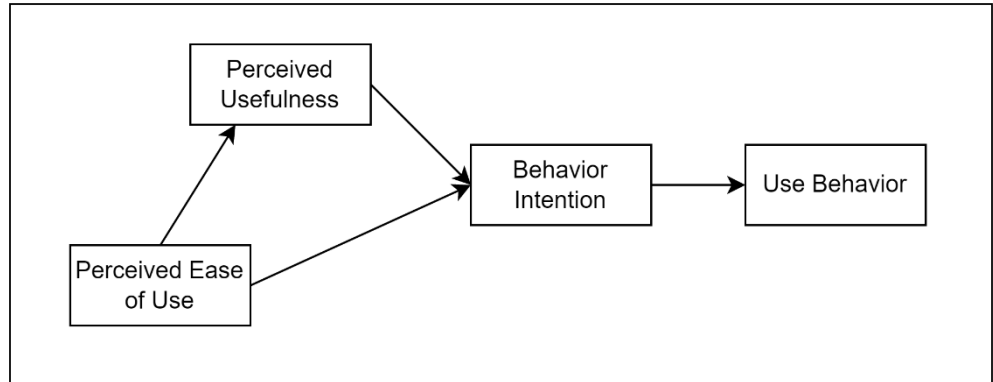 Perceived
Usefulness
Behavior
Intention
Use Behavior
Perceived Ease
of Use